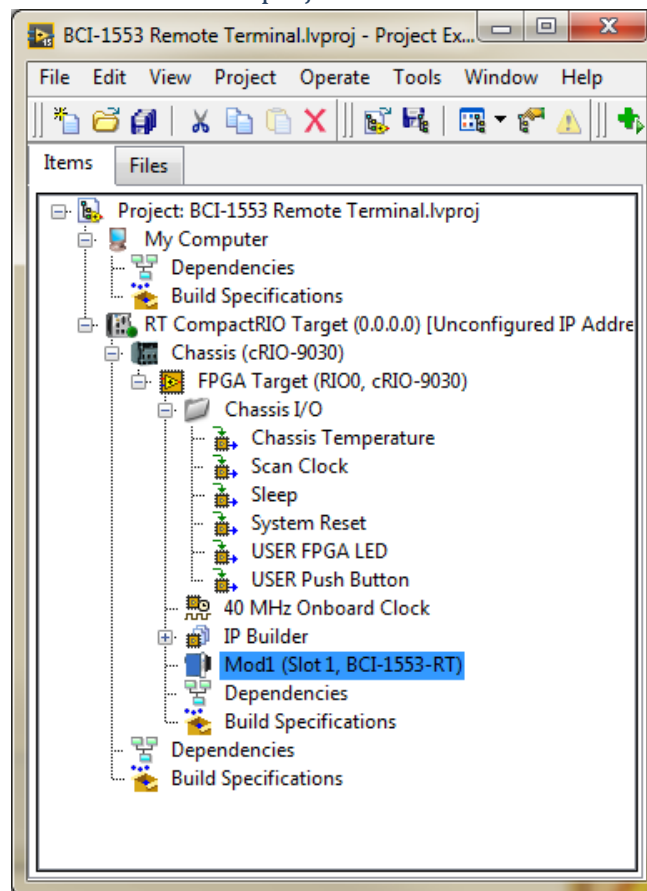 BCI-1553 Remote Terminal.lvproj - Project Ex...
File Edit View Project Operate Tools Window Help
Items Files
Project: BCI-1553 Remote Terminal.lvproj
My Computer
Dependencies
Build Specifications
RT CompactRIO Target (0.0.0.0) [Unconfigured IP Addre
Chassis (cRIO-9030)
FPGA Target (RIO0, cRIO-9030)
Chassis I/O
Chassis Temperature
Scan Clock
Sleep
System Reset
USER FPGA LED
USER Push Button
40 MHz Onboard Clock
IP Builder
Mod1 (Slot 1, BCI-1553-RT)
Dependencies
Build Specifications
Dependencies
Build Specifications